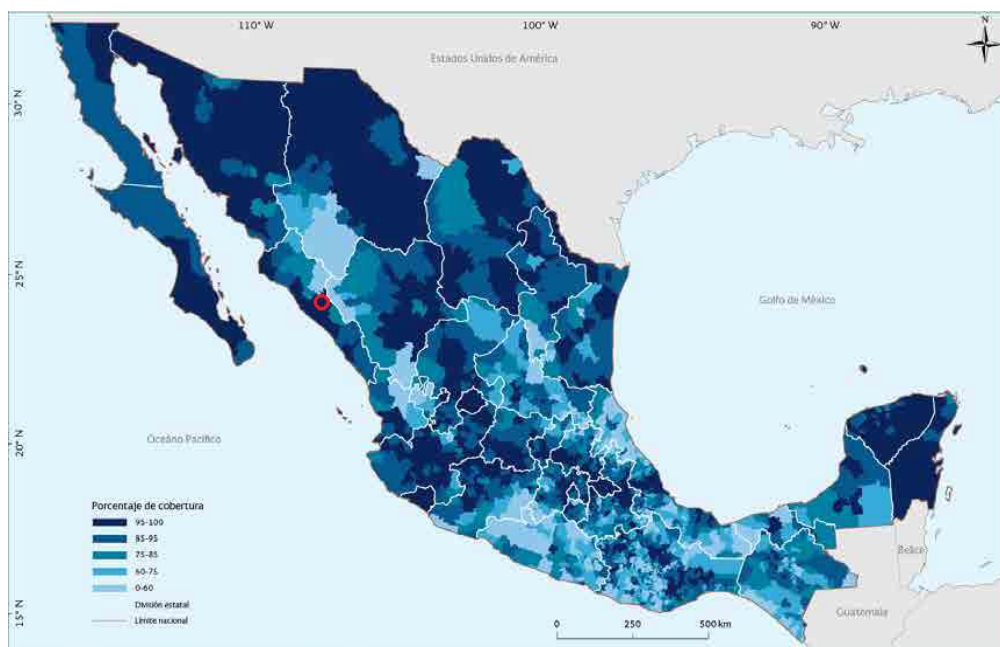 110° W 100° W 90° W
N
Estados Unidos de América
30° N
25° N
Golfo de México
20° N
Océano Pacífico
Porcentaje de cobertura
95-100
85-95
75-85
60-75
0-60
División estatal
Límite nacional
Belice
Guatemala
15° N
0 250 500 km